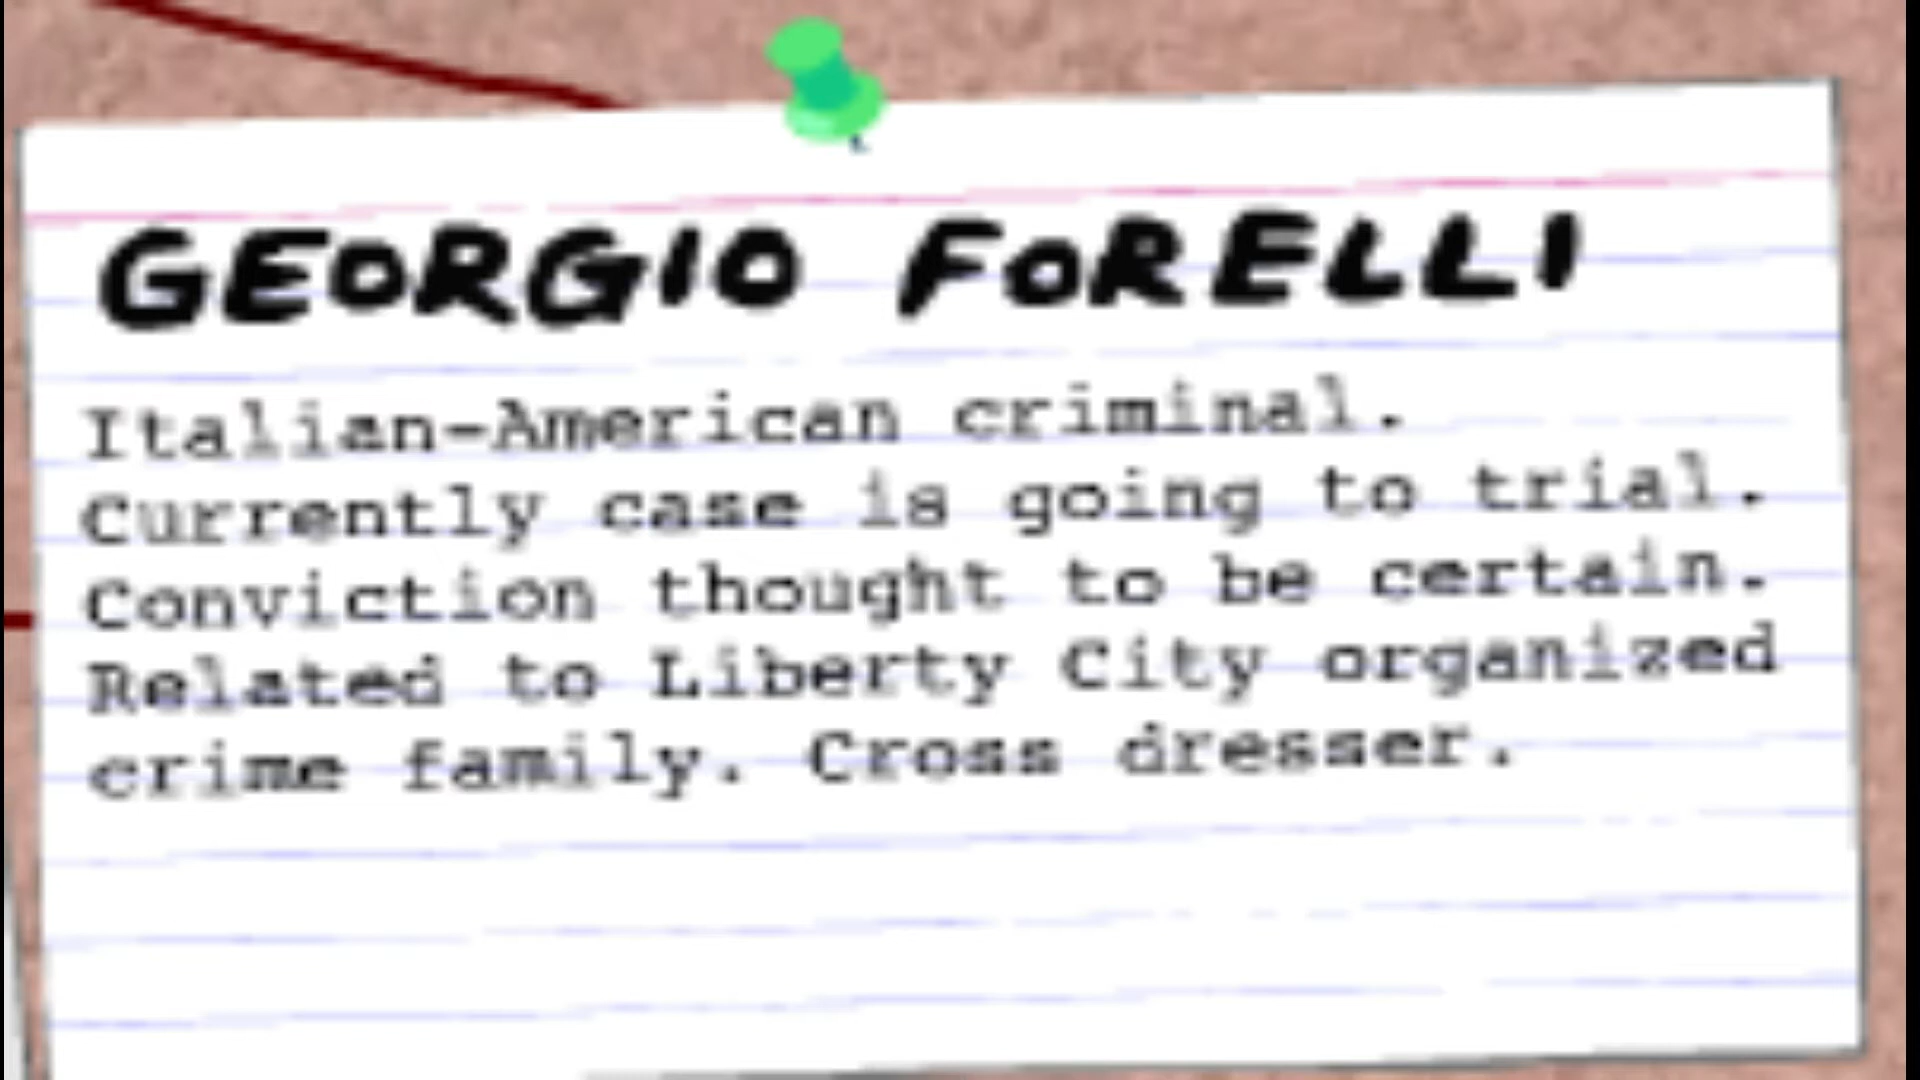 GEORGIO FORELLI
Italian-American criminal.
Currently case is going to trial.
Conviction thought to be certain.
Related to Liberty City organized
crime family. Cross dresser.